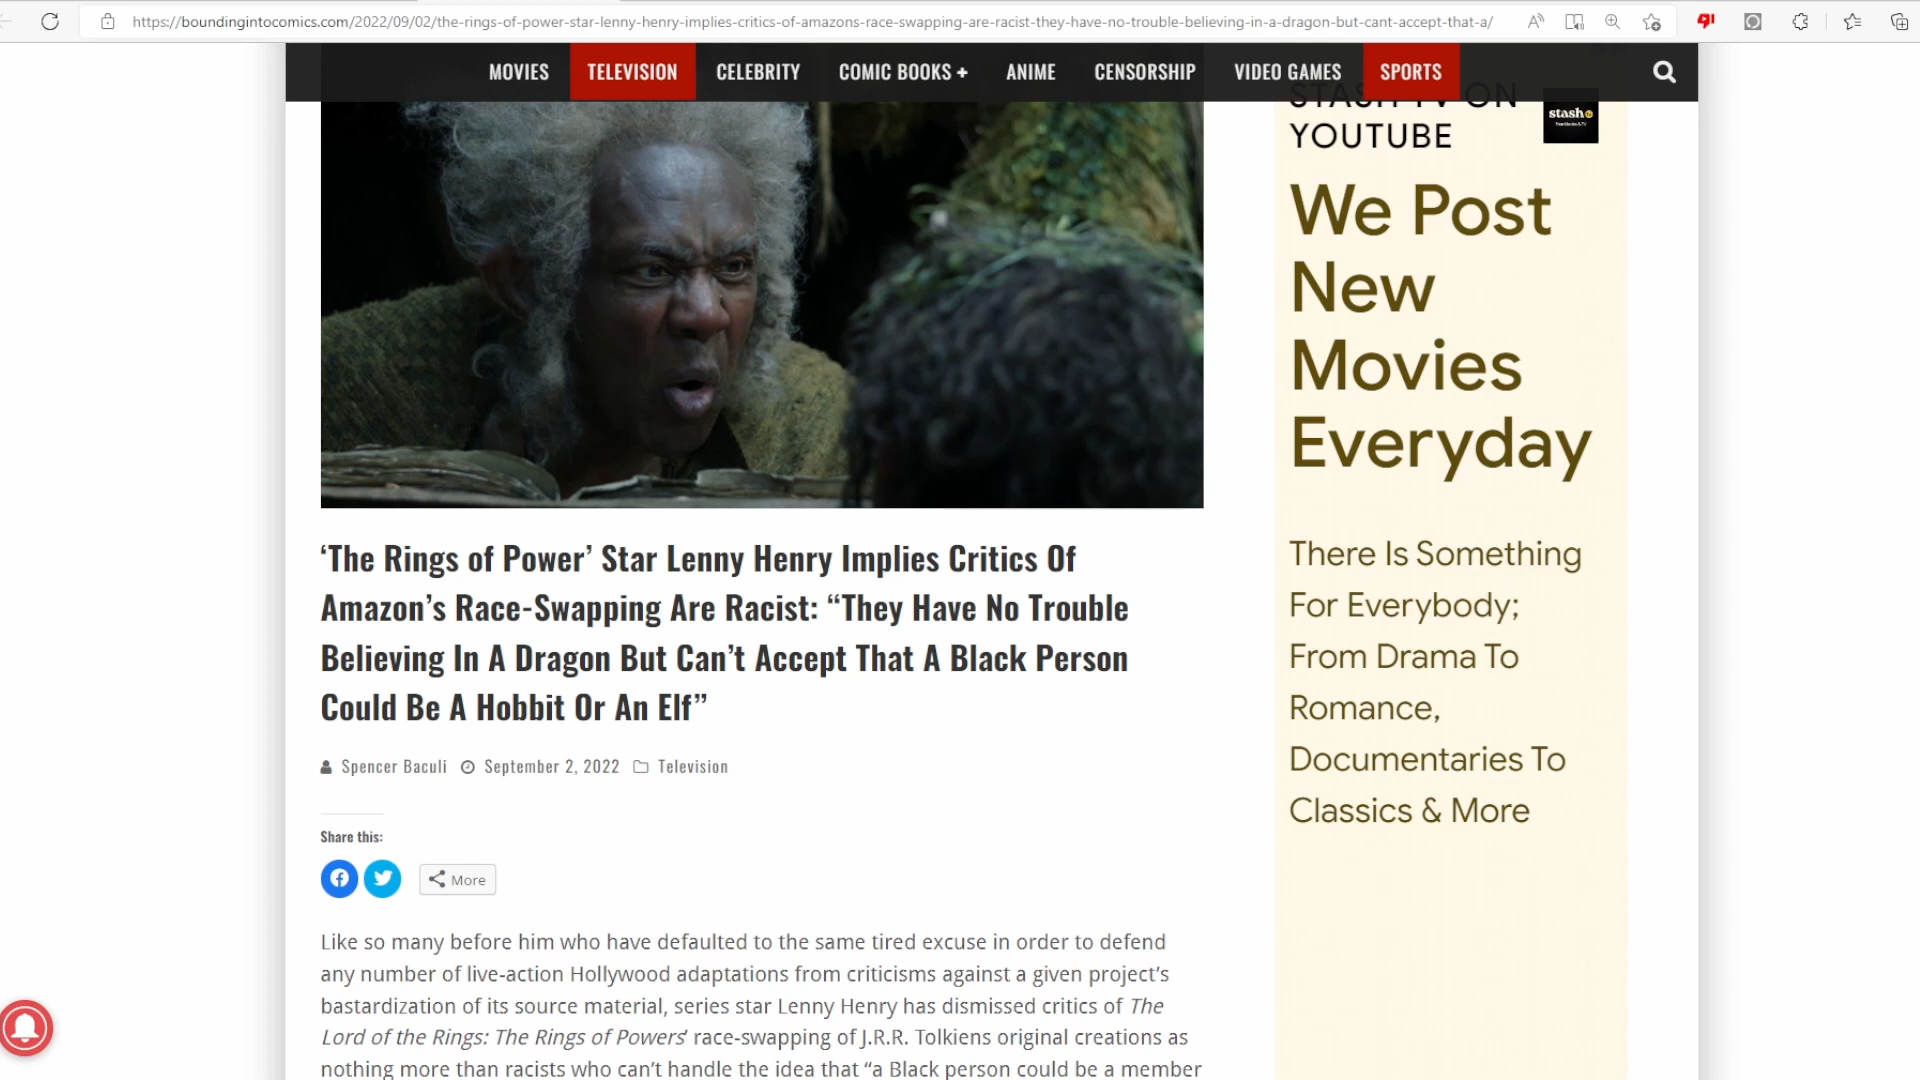 https://boundingintocomics.com/2022/09/02/the-rings-of-power-star-lenny-henry-implies-critics-of-amazons-race-swapping-are-racist-they-have-no-trouble-believing-in-a-dragon-but-cant-accept-that-a/
MOVIES TELEVISION CELEBRITY COMIC BOOKS + ANIME CENSORSHIP VIDEO GAMES SPORTS
‘The Rings of Power’ Star Lenny Henry Implies Critics Of
Amazon’s Race-Swapping Are Racist: “They Have No Trouble
Believing In A Dragon But Can’t Accept That A Black Person
Could Be A Hobbit Or An Elf”
Spencer Baculi September 2, 2022 Television
Share this:
More
Like so many before him who have defaulted to the same tired excuse in order to defend
any number of live-action Hollywood adaptations from criticisms against a given project’s
bastardization of its source material, series star Lenny Henry has dismissed critics of The
Lord of the Rings: The Rings of Powers’ race-swapping of J.R.R. Tolkiens original creations as
nothing more than racists who can’t handle the idea that “a Black person could be a member
STASH TV ON
YOUTUBE
stash tv
Free Movies & TV
We Post
New
Movies
Everyday
There Is Something
For Everybody;
From Drama To
Romance,
Documentaries To
Classics & More